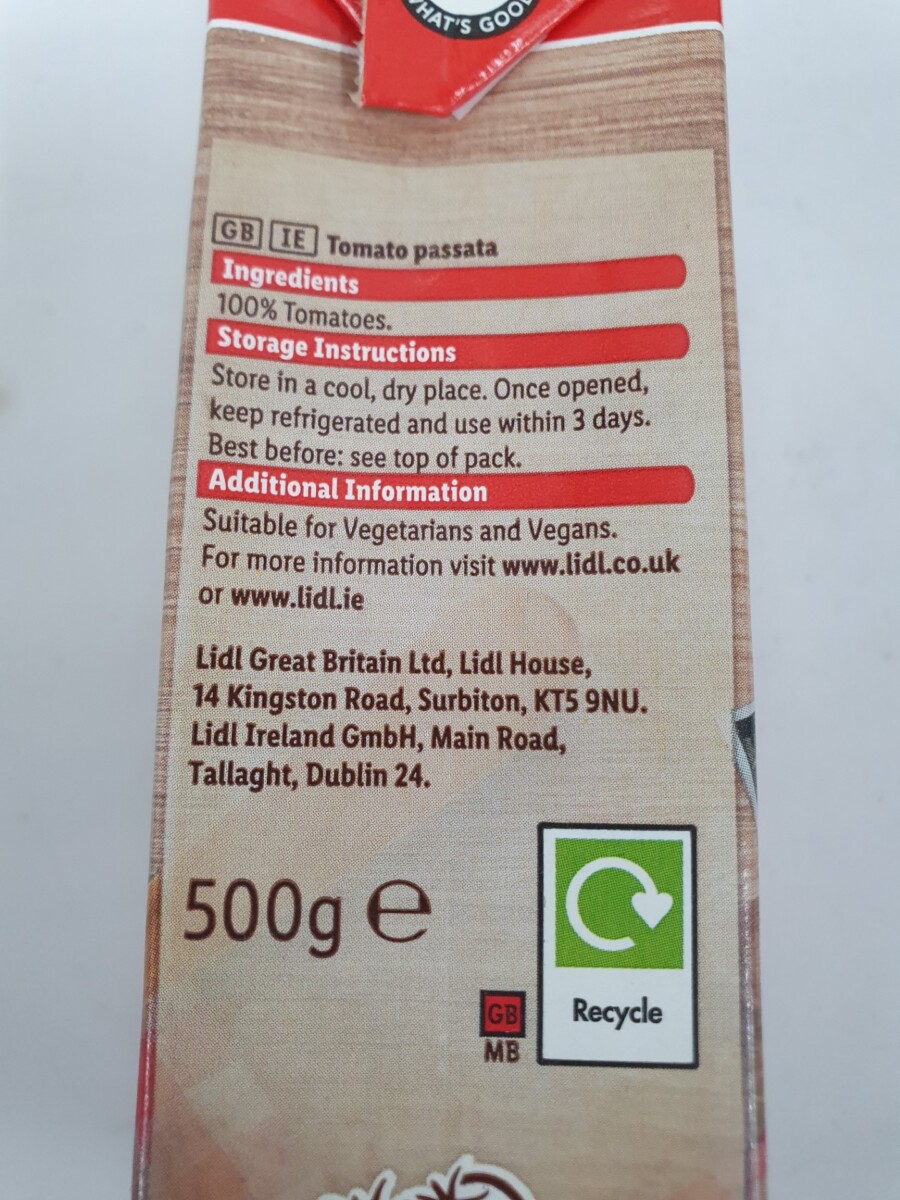 WHAT'S GOOD
GB IE Tomato passata
Ingredients
100% Tomatoes.
Storage Instructions
Store in a cool, dry place. Once opened,
keep refrigerated and use within 3 days.
Best before: see top of pack.
Additional Information
Suitable for Vegetarians and Vegans.
For more information visit www.lidl.co.uk
or www.lidl.ie
Lidl Great Britain Ltd, Lidl House,
14 Kingston Road, Surbiton, KT5 9NU.
Lidl Ireland GmbH, Main Road,
Tallaght, Dublin 24.
500g e
GB
MB
Recycle